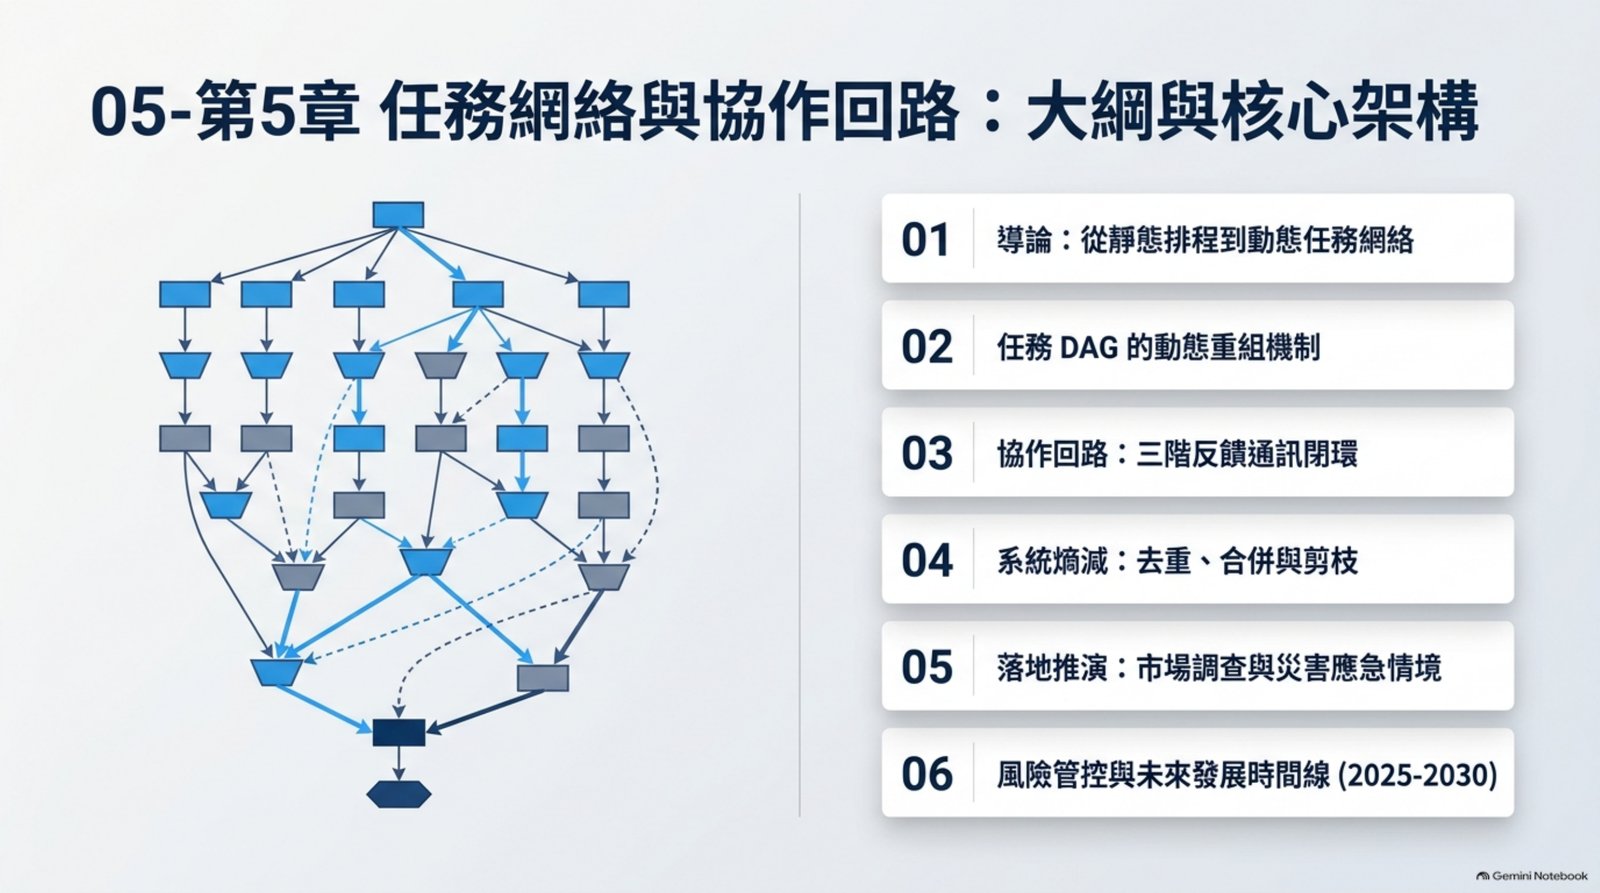 05-第5章 任務網絡與協作回路：大綱與核心架構
01 導論：從靜態排程到動態任務網絡
02 任務 DAG 的動態重組機制
03 協作回路：三階反饋通訊閉環
04 系統熵減：去重、合併與剪枝
05 落地推演：市場調查與災害應急情境
06 風險管控與未來發展時間線 (2025-2030)
Gemini Notebook